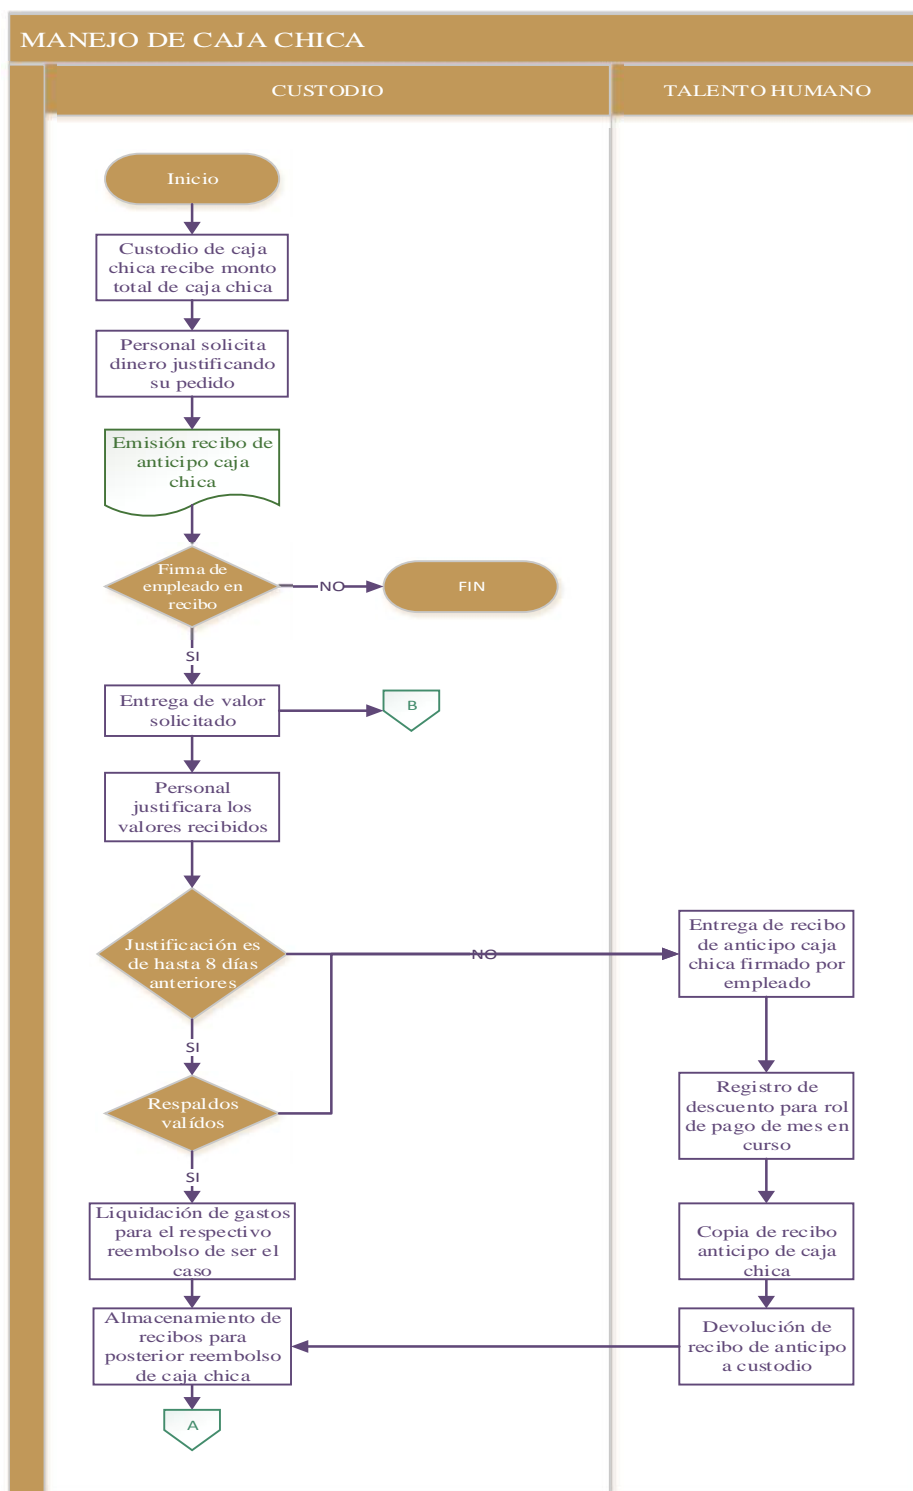 MANEJO DE CAJA CHICA
CUSTODIO
TALENTO HUMANO
Inicio
Custodio de caja
chica recibe monto
total de caja chica
Personal solicita
dinero justificando
su pedido
Emisión recibo de
anticipo caja
chica
Firma de
empleado en
recibo
NO
FIN
SI
Entrega de valor
solicitado
B
Personal
justificara los
valores recibidos
Justificación es
de hasta 8 días
anteriores
NO
Entrega de recibo
de anticipo caja
chica firmado por
empleado
SI
Respaldos
valídos
Registro de
descuento para rol
de pago de mes en
curso
SI
Liquidación de gastos
para el respectivo
reembolso de ser el
caso
Copia de recibo
anticipo de caja
chica
Almacenamiento de
recibos para
posterior reembolso
de caja chica
Devolución de
recibo de anticipo
a custodio
A